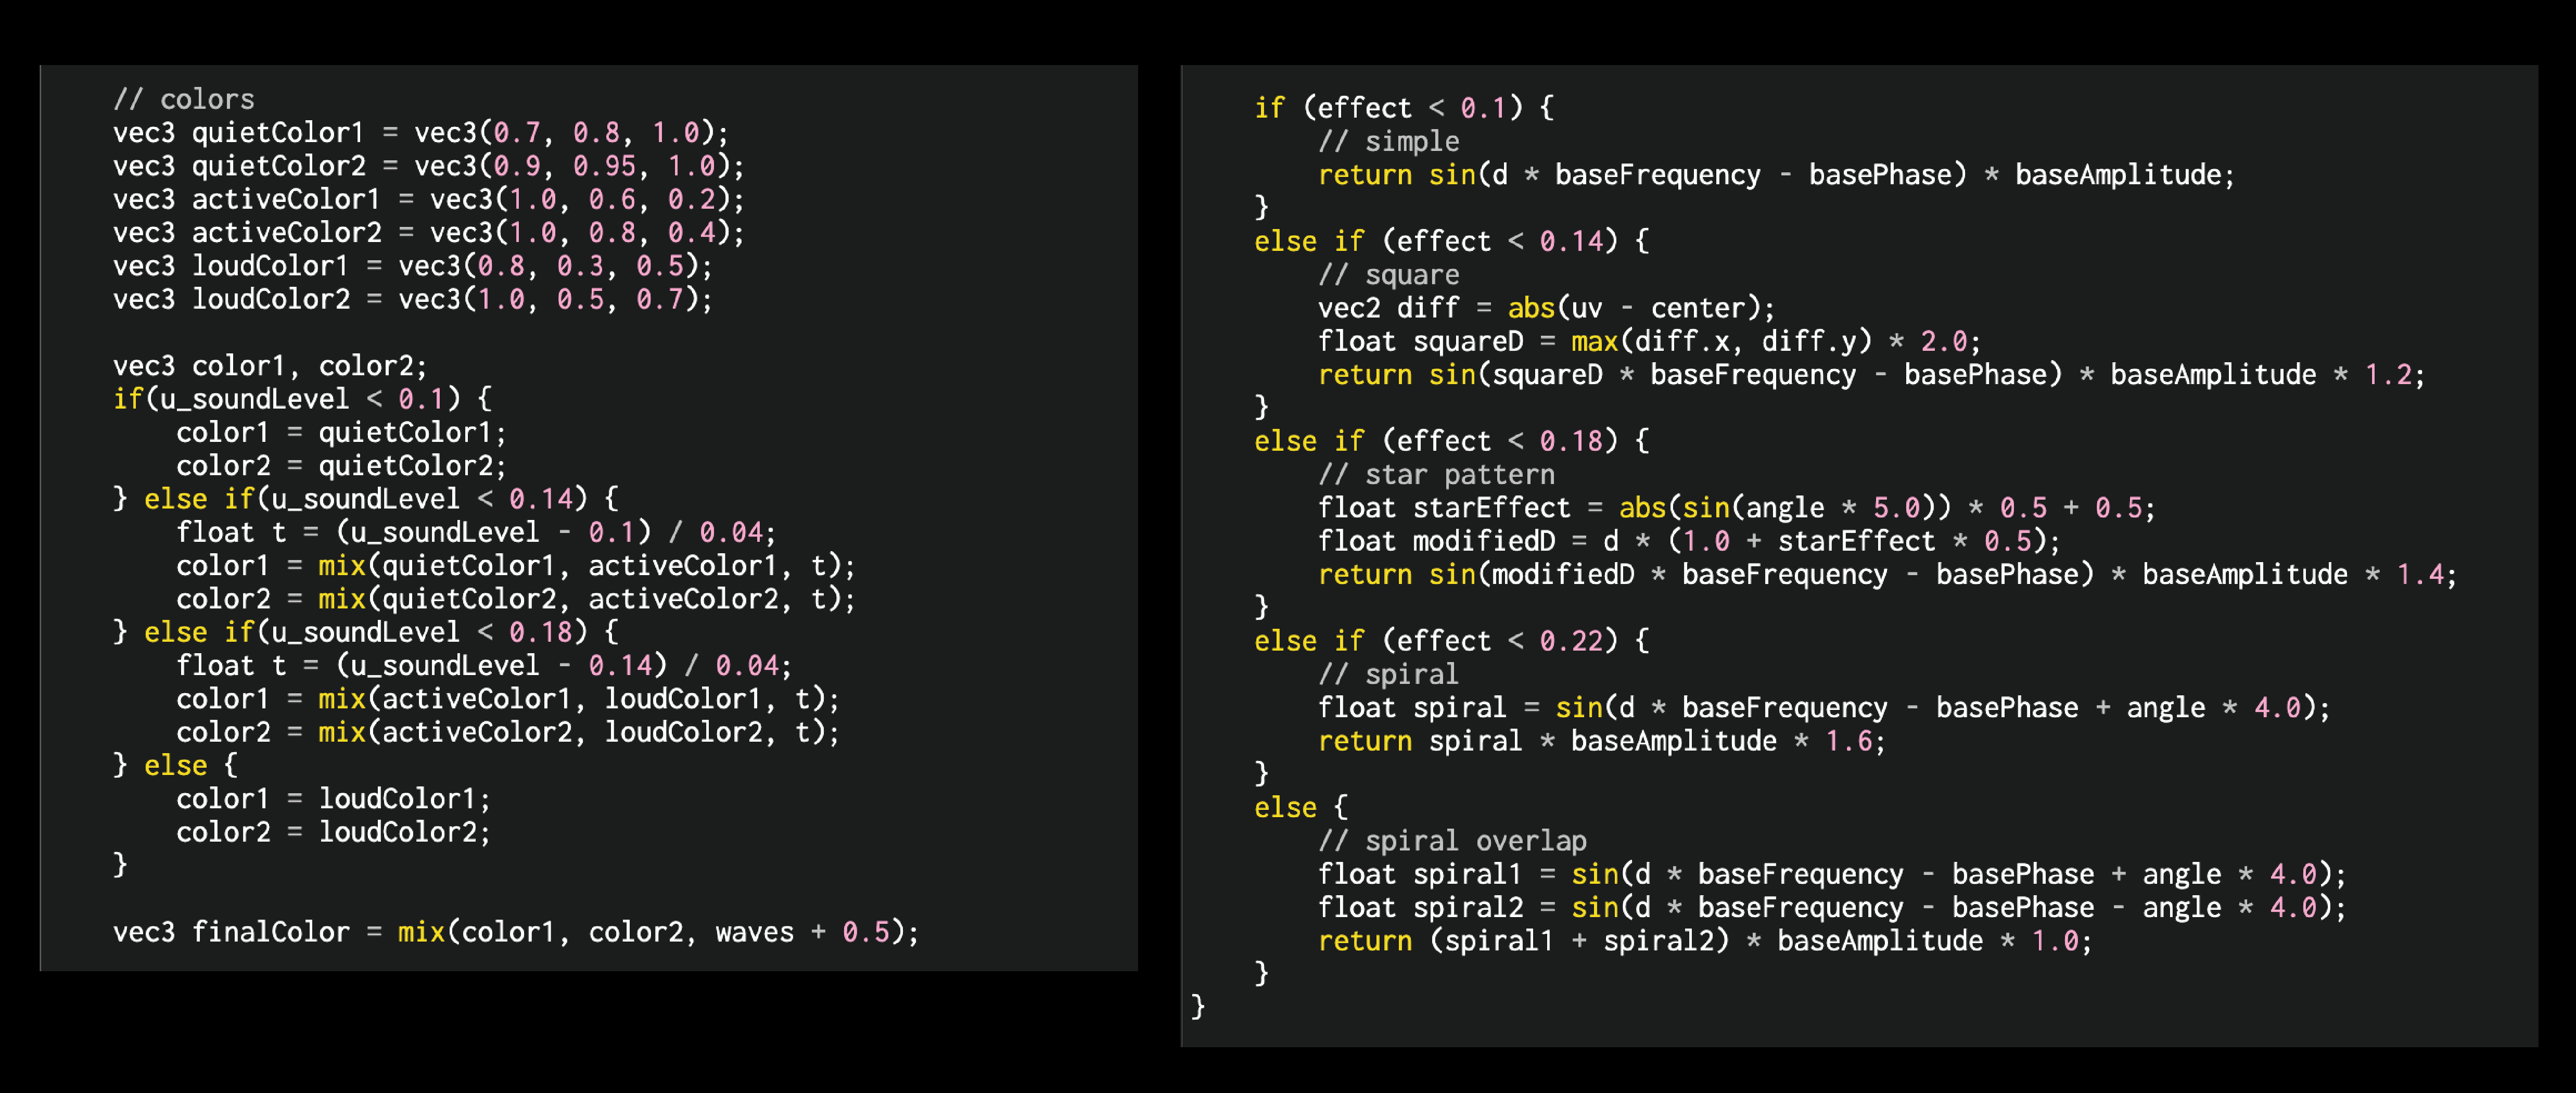 // colors
vec3 quietColor1 = vec3(0.7, 0.8, 1.0);
vec3 quietColor2 = vec3(0.9, 0.95, 1.0);
vec3 activeColor1 = vec3(1.0, 0.6, 0.2);
vec3 activeColor2 = vec3(1.0, 0.8, 0.4);
vec3 loudColor1 = vec3(0.8, 0.3, 0.5);
vec3 loudColor2 = vec3(1.0, 0.5, 0.7);

vec3 color1, color2;
if(u_soundLevel < 0.1) {
    color1 = quietColor1;
    color2 = quietColor2;
} else if(u_soundLevel < 0.14) {
    float t = (u_soundLevel - 0.1) / 0.04;
    color1 = mix(quietColor1, activeColor1, t);
    color2 = mix(quietColor2, activeColor2, t);
} else if(u_soundLevel < 0.18) {
    float t = (u_soundLevel - 0.14) / 0.04;
    color1 = mix(activeColor1, loudColor1, t);
    color2 = mix(activeColor2, loudColor2, t);
} else {
    color1 = loudColor1;
    color2 = loudColor2;
}

vec3 finalColor = mix(color1, color2, waves + 0.5);

    if (effect < 0.1) {
        // simple
        return sin(d * baseFrequency - basePhase) * baseAmplitude;
    }
    else if (effect < 0.14) {
        // square
        vec2 diff = abs(uv - center);
        float squareD = max(diff.x, diff.y) * 2.0;
        return sin(squareD * baseFrequency - basePhase) * baseAmplitude * 1.2;
    }
    else if (effect < 0.18) {
        // star pattern
        float starEffect = abs(sin(angle * 5.0)) * 0.5 + 0.5;
        float modifiedD = d * (1.0 + starEffect * 0.5);
        return sin(modifiedD * baseFrequency - basePhase) * baseAmplitude * 1.4;
    }
    else if (effect < 0.22) {
        // spiral
        float spiral = sin(d * baseFrequency - basePhase + angle * 4.0);
        return spiral * baseAmplitude * 1.6;
    }
    else {
        // spiral overlap
        float spiral1 = sin(d * baseFrequency - basePhase + angle * 4.0);
        float spiral2 = sin(d * baseFrequency - basePhase - angle * 4.0);
        return (spiral1 + spiral2) * baseAmplitude * 1.0;
    }
}